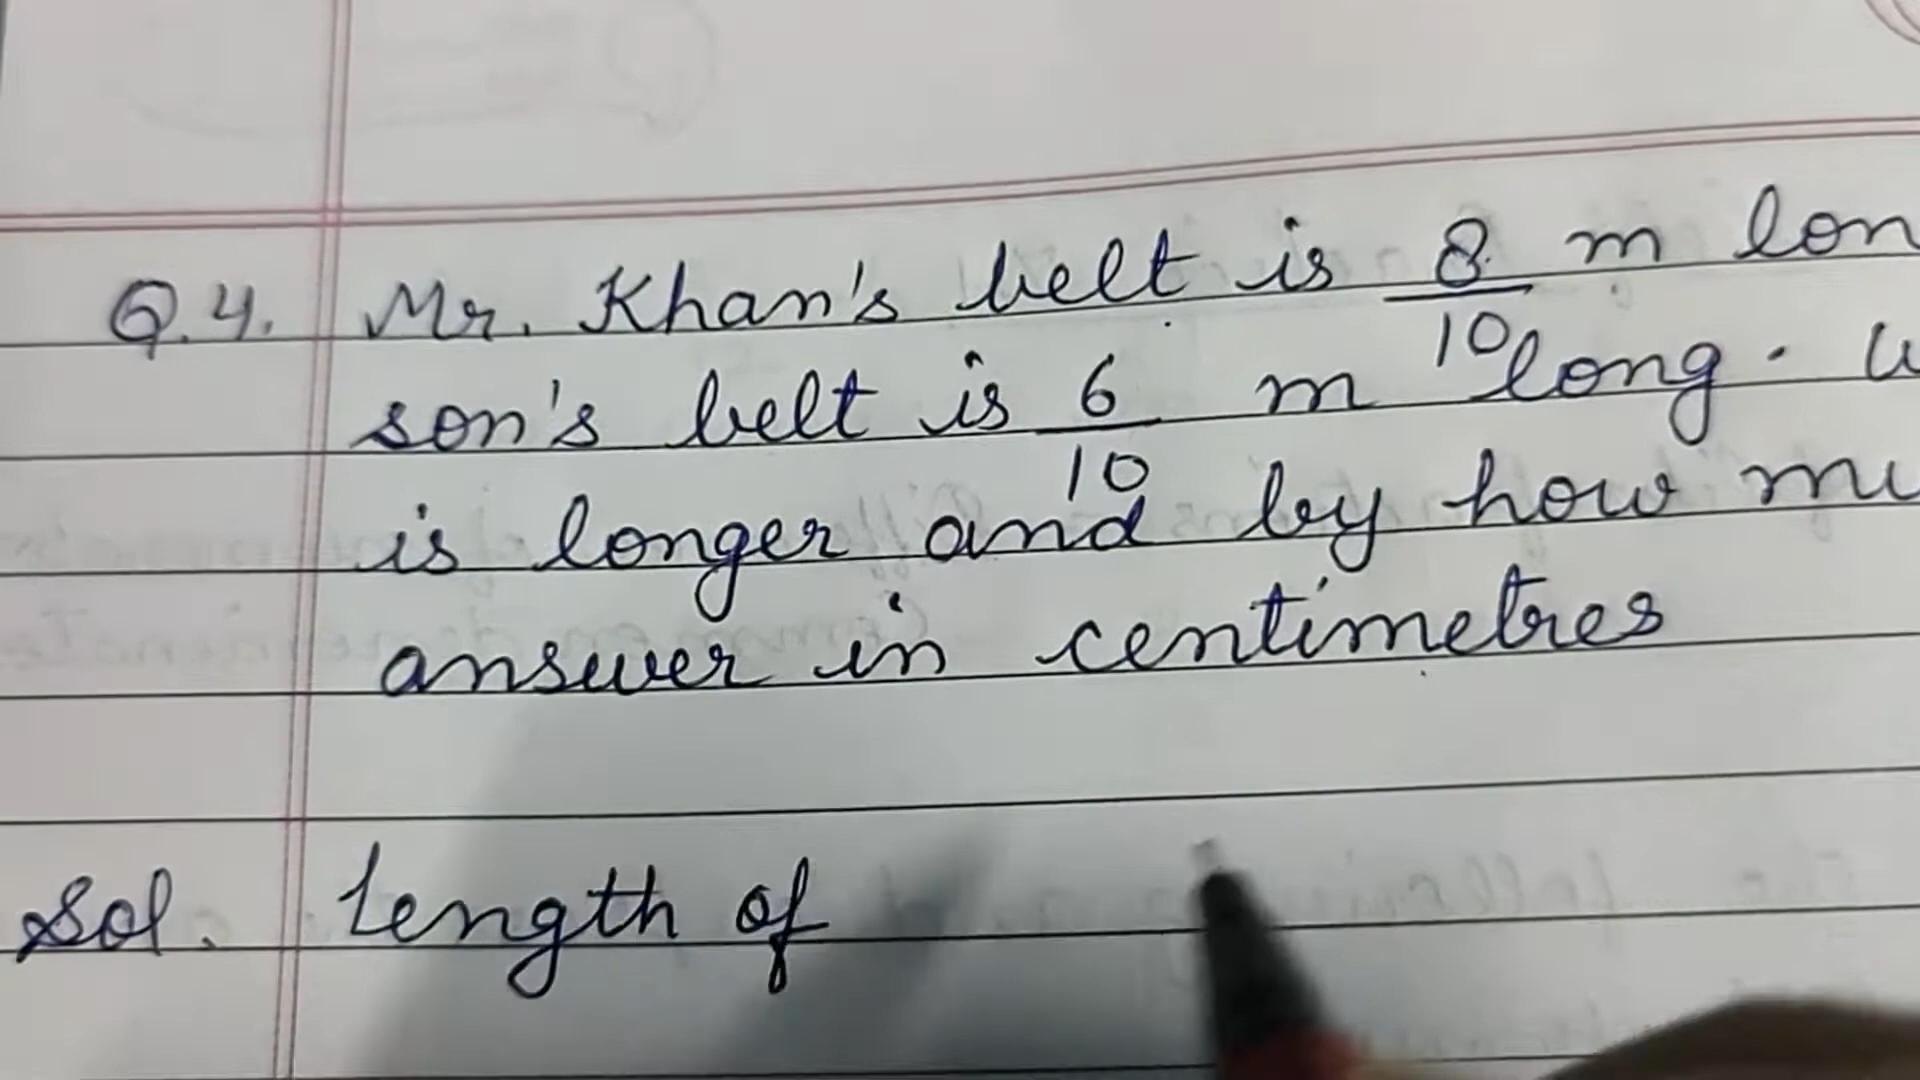 Q.4. Mr. Khan's belt is 8/10 m lon
son's belt is 6/10 m long.
is longer and by how mu
answer in centimetres
Sol. Length of